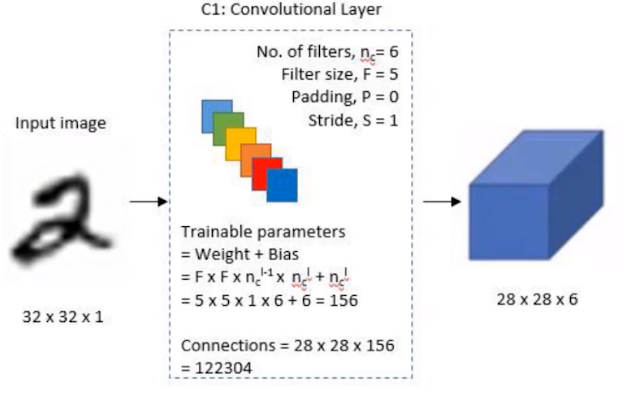 C1: Convolutional Layer
No. of filters, n_c = 6
Filter size, F = 5
Padding, P = 0
Stride, S = 1
Input image
32 x 32 x 1
Trainable parameters
= Weight + Bias
= F x F x n_c^{l-1} x n_c^l + n_c^l
= 5 x 5 x 1 x 6 + 6 = 156
Connections = 28 x 28 x 156
= 122304
28 x 28 x 6